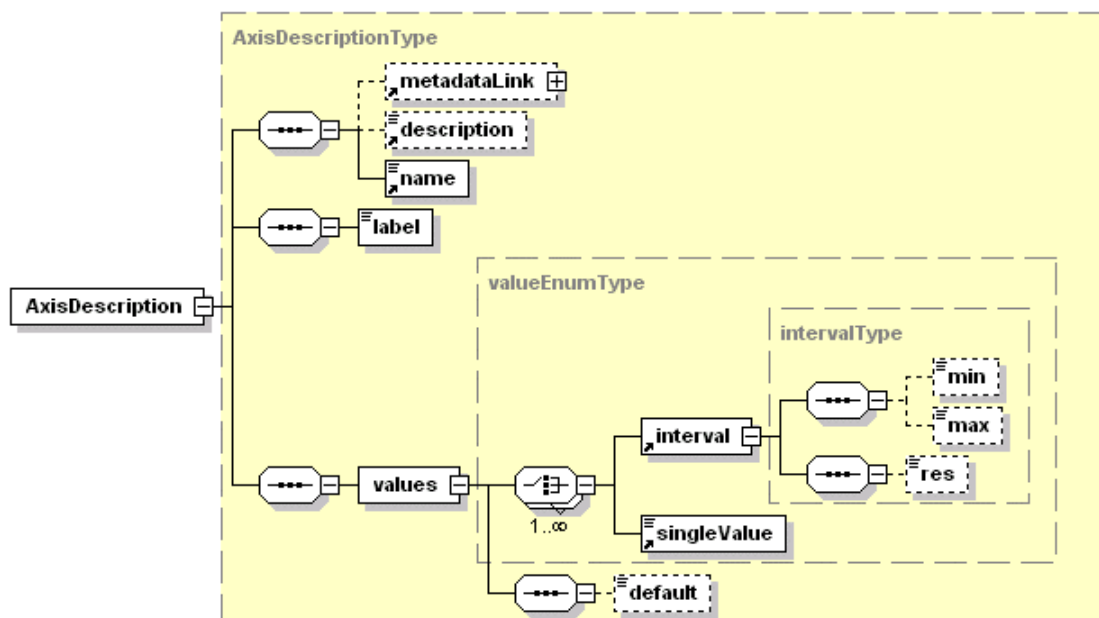 AxisDescriptionType
metadataLink
description
name
label
valueEnumType
AxisDescription
intervalType
min
interval
max
values
res
1..∞
singleValue
default